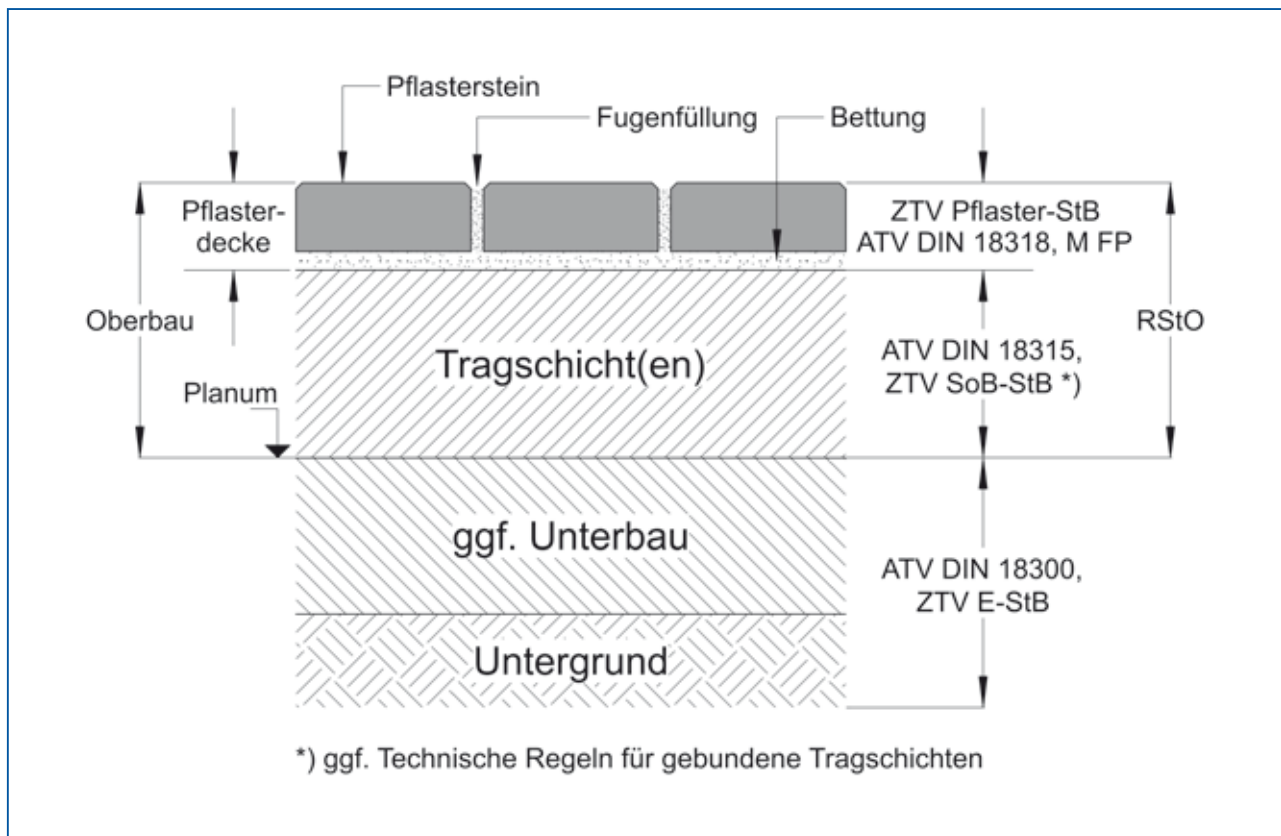 Pflasterstein
Fugenfüllung
Bettung
Pflaster-
decke
ZTV Pflaster-StB
ATV DIN 18318, M FP
Oberbau
RStO
Tragschicht(en)
ATV DIN 18315,
ZTV SoB-StB *)
Planum
ggf. Unterbau
ATV DIN 18300,
ZTV E-StB
Untergrund
*) ggf. Technische Regeln für gebundene Tragschichten